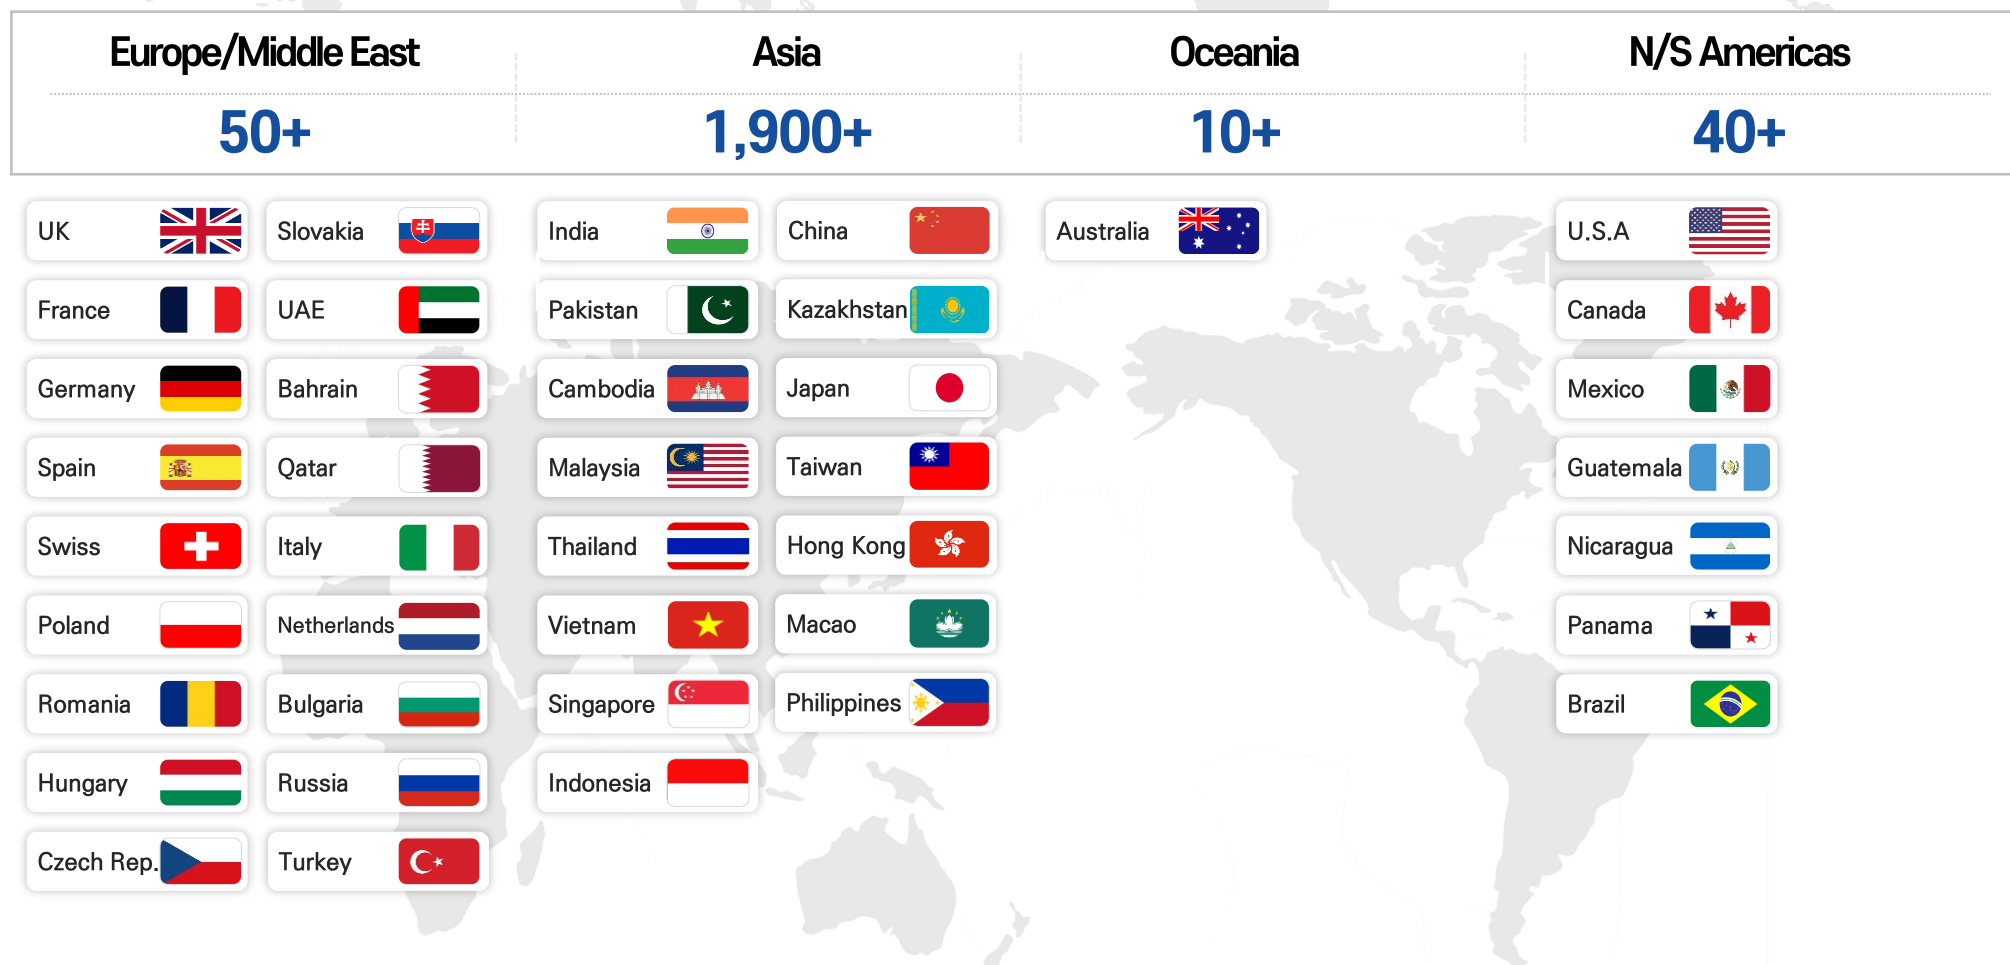 Europe/Middle East
50+
Asia
1,900+
Oceania
10+
N/S Americas
40+
UK
France
Germany
Spain
Swiss
Poland
Romania
Hungary
Czech Rep.
Slovakia
UAE
Bahrain
Qatar
Italy
Netherlands
Bulgaria
Russia
Turkey
India
Pakistan
Cambodia
Malaysia
Thailand
Vietnam
Singapore
Indonesia
China
Kazakhstan
Japan
Taiwan
Hong Kong
Macao
Philippines
Australia
U.S.A
Canada
Mexico
Guatemala
Nicaragua
Panama
Brazil